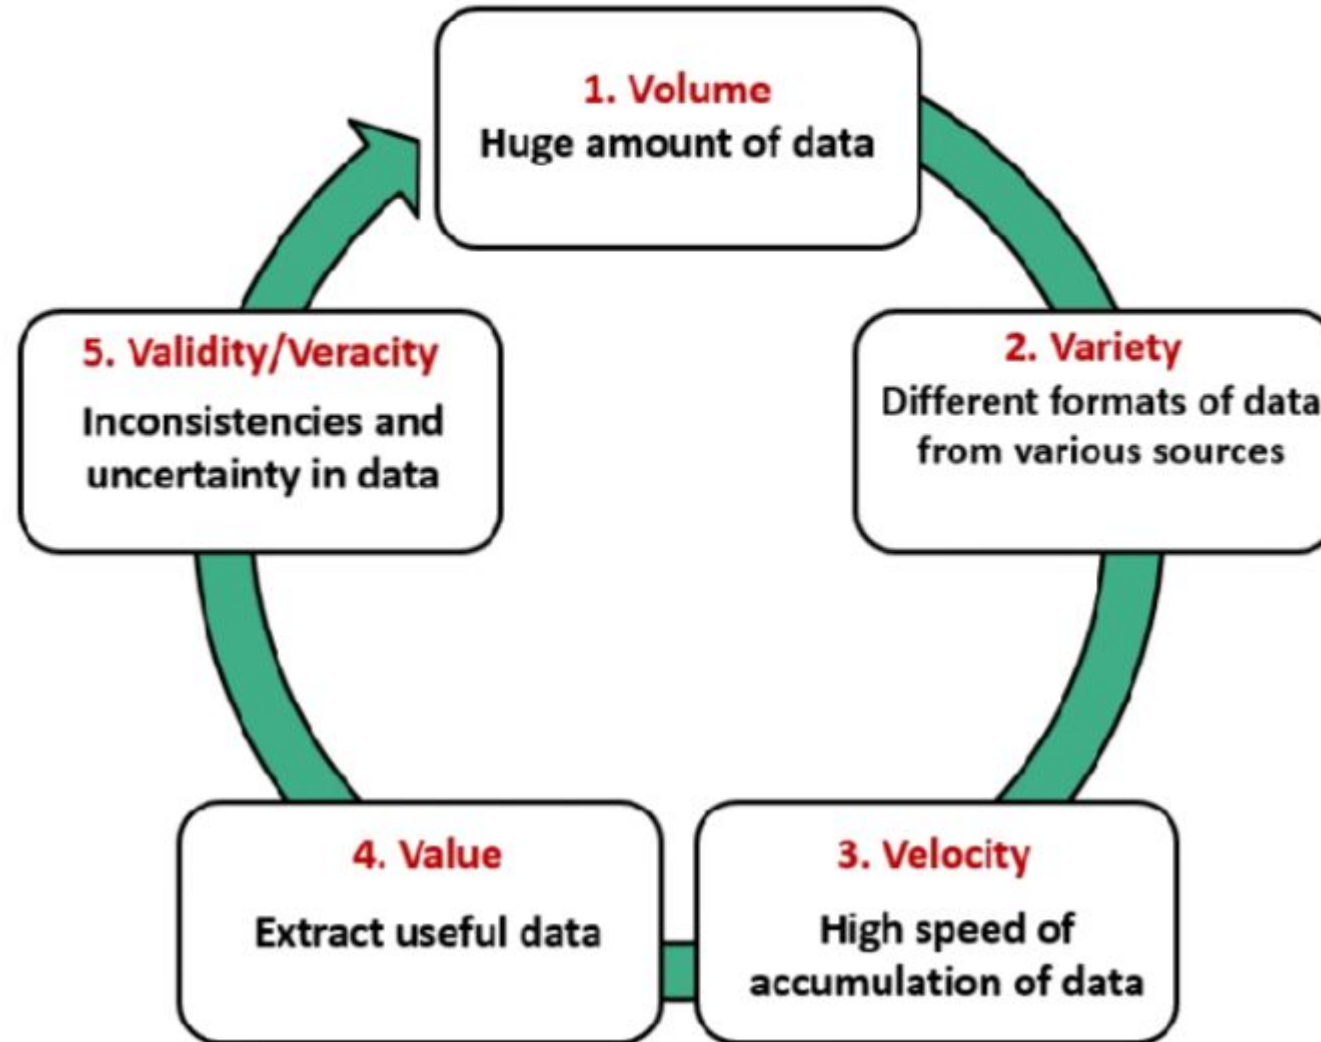 1. Volume
Huge amount of data
2. Variety
Different formats of data
from various sources
3. Velocity
High speed of
accumulation of data
4. Value
Extract useful data
5. Validity/Veracity
Inconsistencies and
uncertainty in data